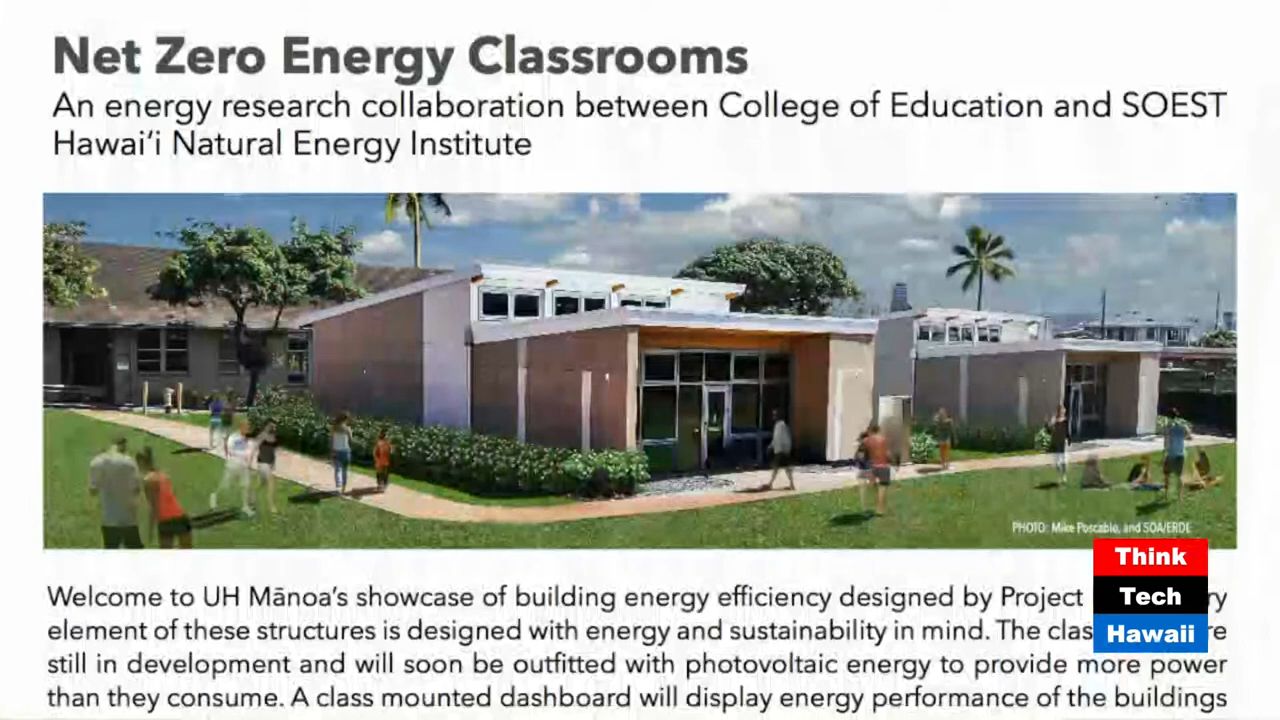 Net Zero Energy Classrooms
An energy research collaboration between College of Education and SOEST
Hawai‘i Natural Energy Institute
PHOTO: Mike Poscablo, and SOA/ERDL
Think
Tech
Hawaii
Welcome to UH Mānoa’s showcase of building energy efficiency designed by Project
element of these structures is designed with energy and sustainability in mind. The
still in development and will soon be outfitted with photovoltaic energy to provide more power
than they consume. A class mounted dashboard will display energy performance of the buildings